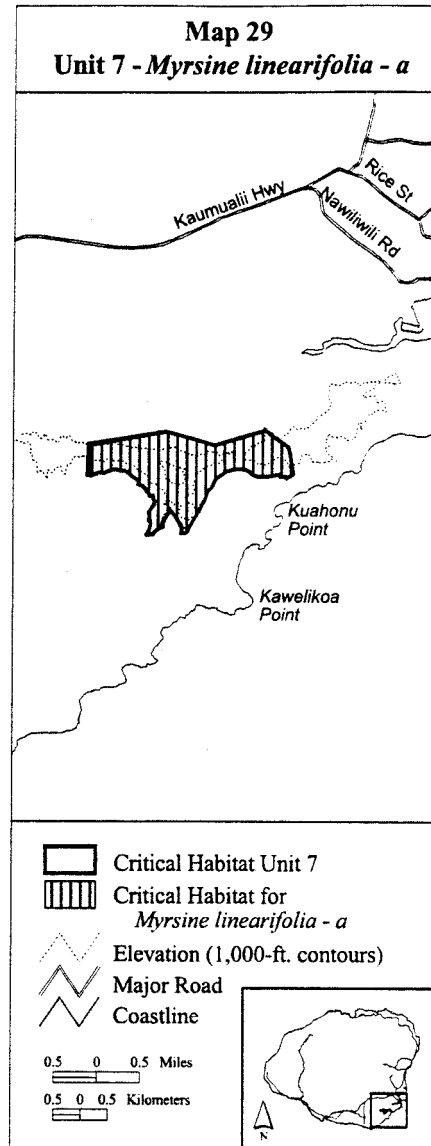 Map 29
Unit 7 - Myrsine linearifolia - a
Kaumualii Hwy
Rice St
Nawiliwili Rd
Kuahonu
Point
Kawelikoa
Point
Critical Habitat Unit 7
Critical Habitat for
Myrsine linearifolia - a
Elevation (1,000-ft. contours)
Major Road
Coastline
0.5 0 0.5 Miles
0.5 0 0.5 Kilometers
N